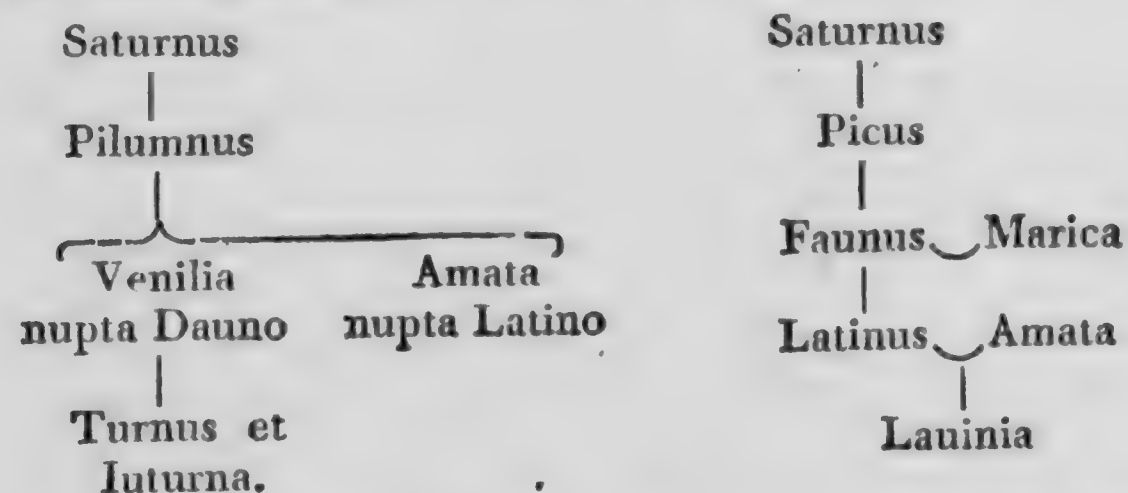 Saturnus
Pilumnus
Venilia
nupta Dauno
Amata
nupta Latino
Turnus et
Iuturna.
Saturnus
Picus
Faunus Marica
Latinus Amata
Lauinia